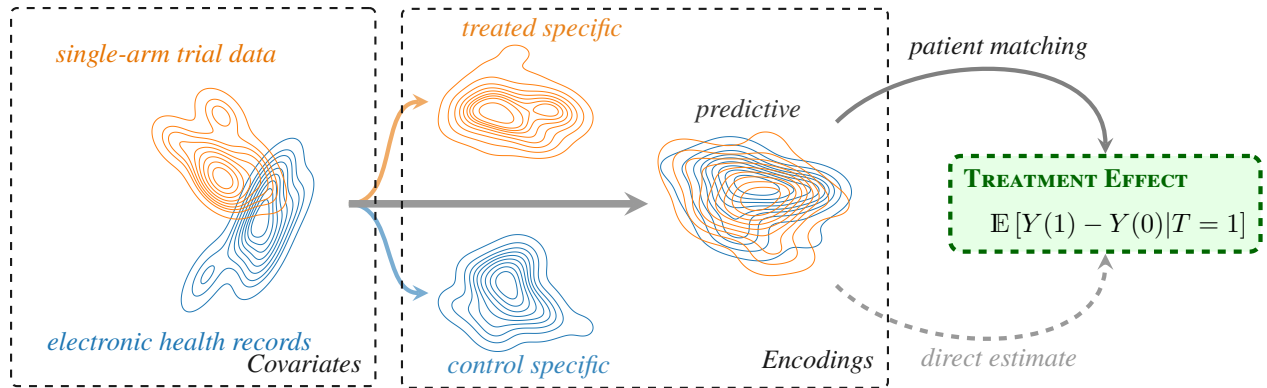 single-arm trial data
electronic health records
Covariates
treated specific
control specific
predictive
Encodings
patient matching
TREATMENT EFFECT
𝔼 [Y(1) − Y(0)|T = 1]
direct estimate